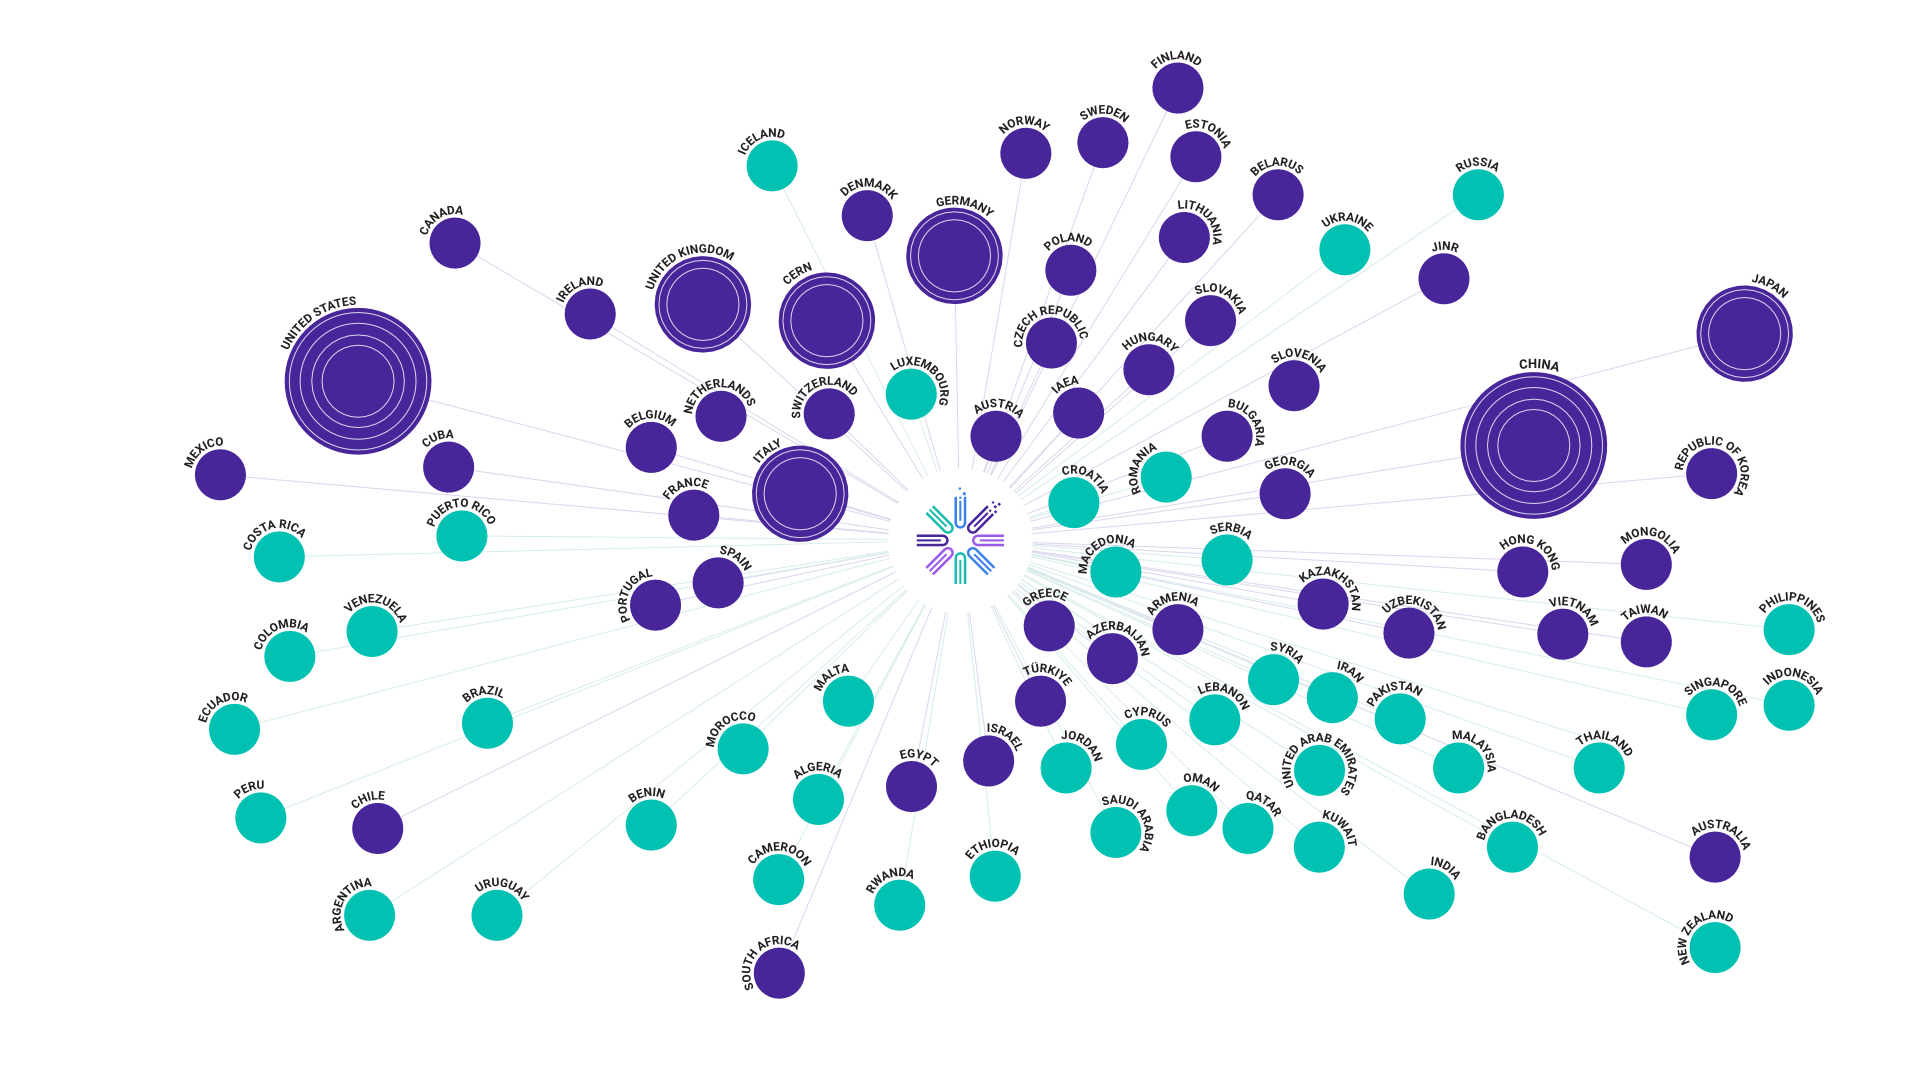 FINLAND
SWEDEN
NORWAY
ESTONIA
ICELAND
BELARUS
RUSSIA
DENMARK
GERMANY
LITHUANIA
CANADA
UKRAINE
POLAND
JINR
UNITED KINGDOM
CERN
IRELAND
JAPAN
SLOVAKIA
UNITED STATES
CZECH REPUBLIC
HUNGARY
SLOVENIA
CHINA
LUXEMBOURG
NETHERLANDS
SWITZERLAND
IAEA
AUSTRIA
BELGIUM
BULGARIA
CUBA
MEXICO
ITALY
ROMANIA
REPUBLIC OF KOREA
CROATIA
GEORGIA
FRANCE
PUERTO RICO
COSTA RICA
SERBIA
MACEDONIA
HONG KONG
MONGOLIA
SPAIN
PORTUGAL
KAZAKHSTAN
GREECE
ARMENIA
UZBEKISTAN
VIETNAM
TAIWAN
PHILIPPINES
VENEZUELA
COLOMBIA
AZERBAIJAN
SYRIA
TÜRKIYE
MALTA
IRAN
LEBANON
PAKISTAN
SINGAPORE
INDONESIA
ECUADOR
BRAZIL
MOROCCO
CYPRUS
ISRAEL
JORDAN
UNITED ARAB EMIRATES
MALAYSIA
THAILAND
EGYPT
ALGERIA
OMAN
PERU
CHILE
BENIN
SAUDI ARABIA
QATAR
KUWAIT
BANGLADESH
AUSTRALIA
CAMEROON
ETHIOPIA
RWANDA
INDIA
ARGENTINA
URUGUAY
NEW ZEALAND
SOUTH AFRICA